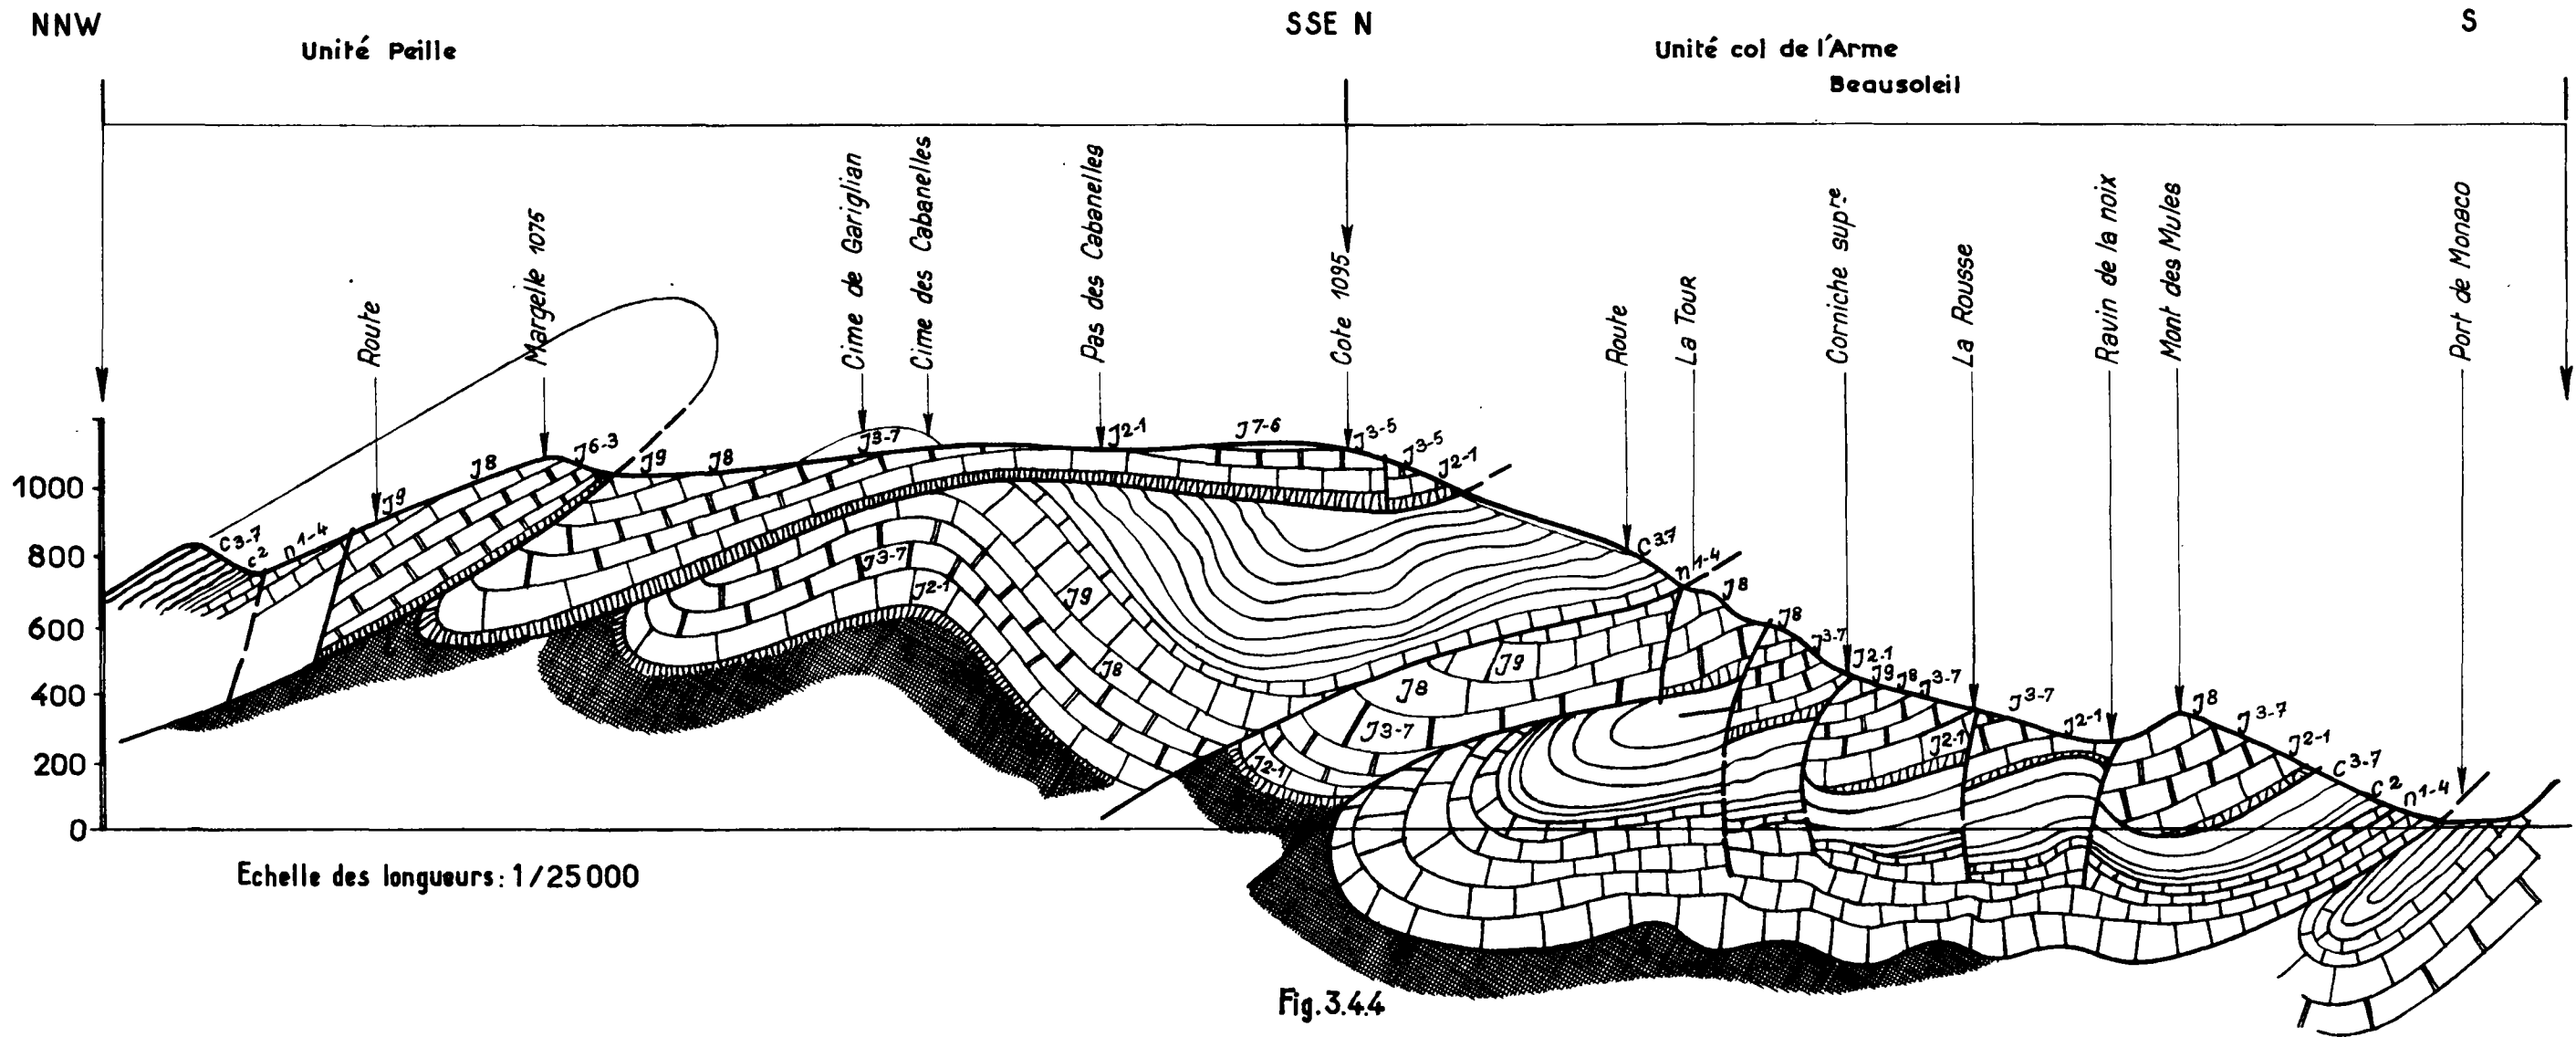 NNW
SSE N
S
Unité Peille
Unité col de l'Arme
Beausoleil
Route
Margelle 1075
Cime de Gariglian
Cime des Cabanelles
Pas des Cabanelles
Cote 1095
Route
La Tour
Corniche supre.
La Rousse
Ravin de la noix
Mont des Mules
Port de Monaco
1000
800
600
400
200
0
C3-7
C2
n1-4
J9
J8
J6-3
J9
J8
J3-7
J2-1
J7-6
J3-5
J3-5
J2-1
C3.7
n1-4
J8
J8
J3-7
J2-1
J9
J8
J3-7
J3-7
J2-1
J8
J3-7
J2-1
C3-7
C2
n1-4
J3-7
J2-1
J9
J8
J9
J8
J3-7
J2-1
J2-1
Echelle des longueurs: 1/25000
Fig. 3.4.4